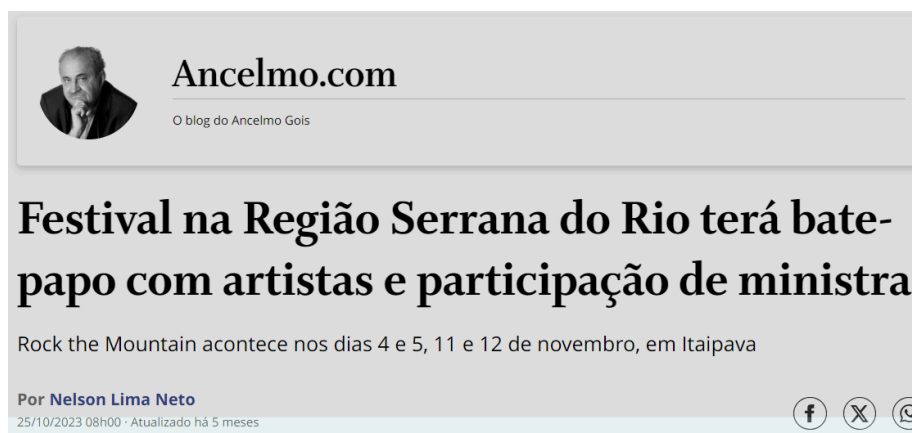 Ancelmo.com
O blog do Ancelmo Gois
Festival na Região Serrana do Rio terá bate-
papo com artistas e participação de ministra
Rock the Mountain acontece nos dias 4 e 5, 11 e 12 de novembro, em Itaipava
Por Nelson Lima Neto
25/10/2023 08h00 · Atualizado há 5 meses